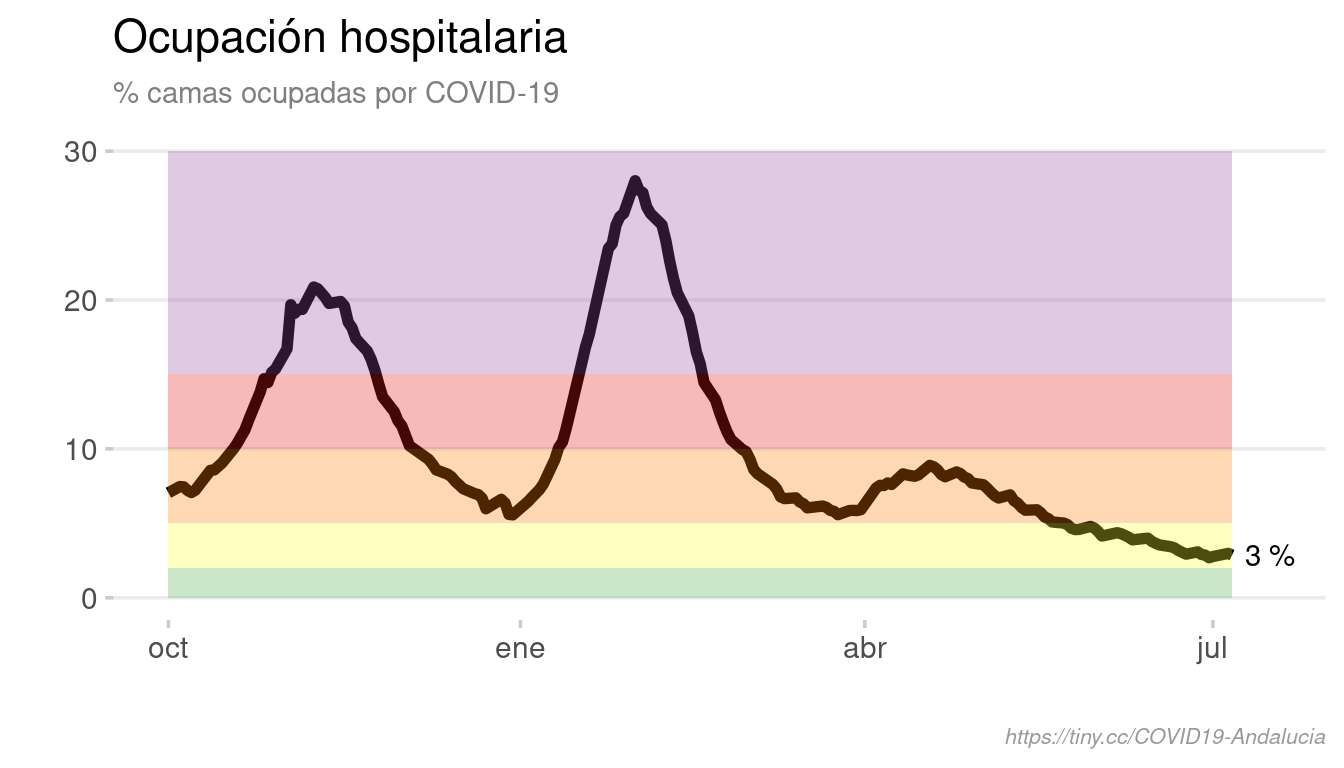 Ocupación hospitalaria
% camas ocupadas por COVID-19
30
20
10
0
3 %
oct ene abr jul
https://tiny.cc/COVID19-Andalucia